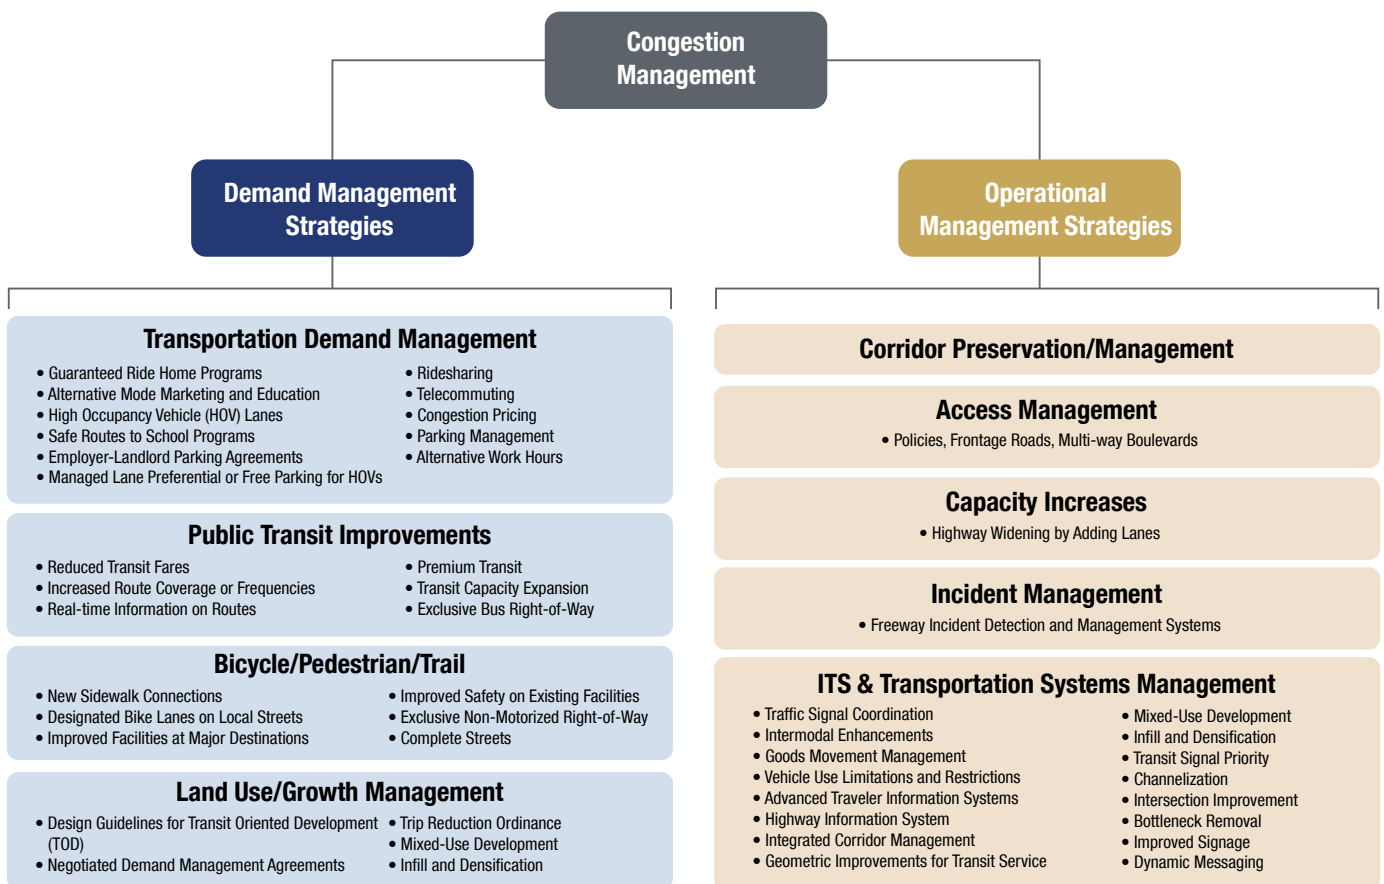 Congestion
Management
Demand Management
Strategies
Operational
Management Strategies
Transportation Demand Management
• Guaranteed Ride Home Programs
• Alternative Mode Marketing and Education
• High Occupancy Vehicle (HOV) Lanes
• Safe Routes to School Programs
• Employer-Landlord Parking Agreements
• Managed Lane Preferential or Free Parking for HOVs
• Ridesharing
• Telecommuting
• Congestion Pricing
• Parking Management
• Alternative Work Hours
Public Transit Improvements
• Reduced Transit Fares
• Increased Route Coverage or Frequencies
• Real-time Information on Routes
• Premium Transit
• Transit Capacity Expansion
• Exclusive Bus Right-of-Way
Bicycle/Pedestrian/Trail
• New Sidewalk Connections
• Designated Bike Lanes on Local Streets
• Improved Facilities at Major Destinations
• Improved Safety on Existing Facilities
• Exclusive Non-Motorized Right-of-Way
• Complete Streets
Land Use/Growth Management
• Design Guidelines for Transit Oriented Development
(TOD)
• Negotiated Demand Management Agreements
• Trip Reduction Ordinance
• Mixed-Use Development
• Infill and Densification
Corridor Preservation/Management
Access Management
• Policies, Frontage Roads, Multi-way Boulevards
Capacity Increases
• Highway Widening by Adding Lanes
Incident Management
• Freeway Incident Detection and Management Systems
ITS & Transportation Systems Management
• Traffic Signal Coordination
• Intermodal Enhancements
• Goods Movement Management
• Vehicle Use Limitations and Restrictions
• Advanced Traveler Information Systems
• Highway Information System
• Integrated Corridor Management
• Geometric Improvements for Transit Service
• Mixed-Use Development
• Infill and Densification
• Transit Signal Priority
• Channelization
• Intersection Improvement
• Bottleneck Removal
• Improved Signage
• Dynamic Messaging